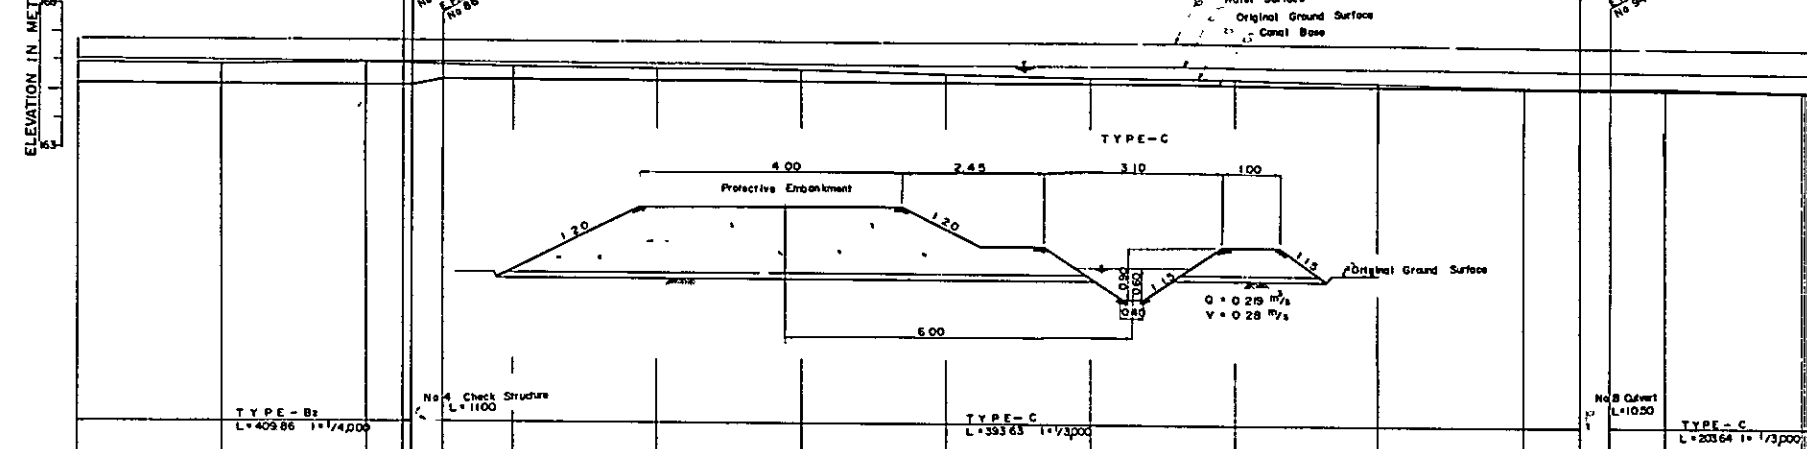 ELEVATION IN MET
163
No 86
Water Surface
Original Ground Surface
Canal Base
TYPE-C
4.00
2.45
3.10
1.00
Protective Embankment
1:2.0
1:2.0
0.90
0.60
1:1.5
1:1.5
0.40
Original Ground Surface
Q = 0.219 m³/s
V = 0.28 m/s
6.00
TYPE-B2
L=409.86 I=1/4,000
No 4 Check Structure
L=11.00
TYPE-C
L=393.63 I=1/3,000
No 8 Culvert
L=10.50
TYPE-C
L=203.64 I=1/3,000